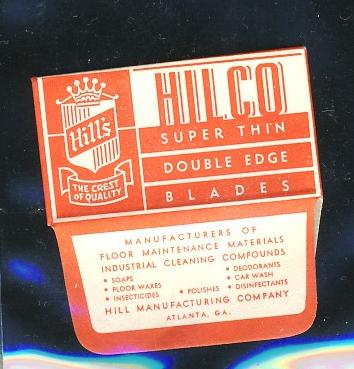 Hill's
THE CREST
OF QUALITY
HILCO
SUPER THIN
DOUBLE EDGE
BLADES
MANUFACTURERS OF
FLOOR MAINTENANCE MATERIALS
INDUSTRIAL CLEANING COMPOUNDS
• SOAPS • DEODORANTS
• FLOOR WAXES • CAR WASH
• INSECTICIDES • POLISHES • DISINFECTANTS
HILL MANUFACTURING COMPANY
ATLANTA, GA.